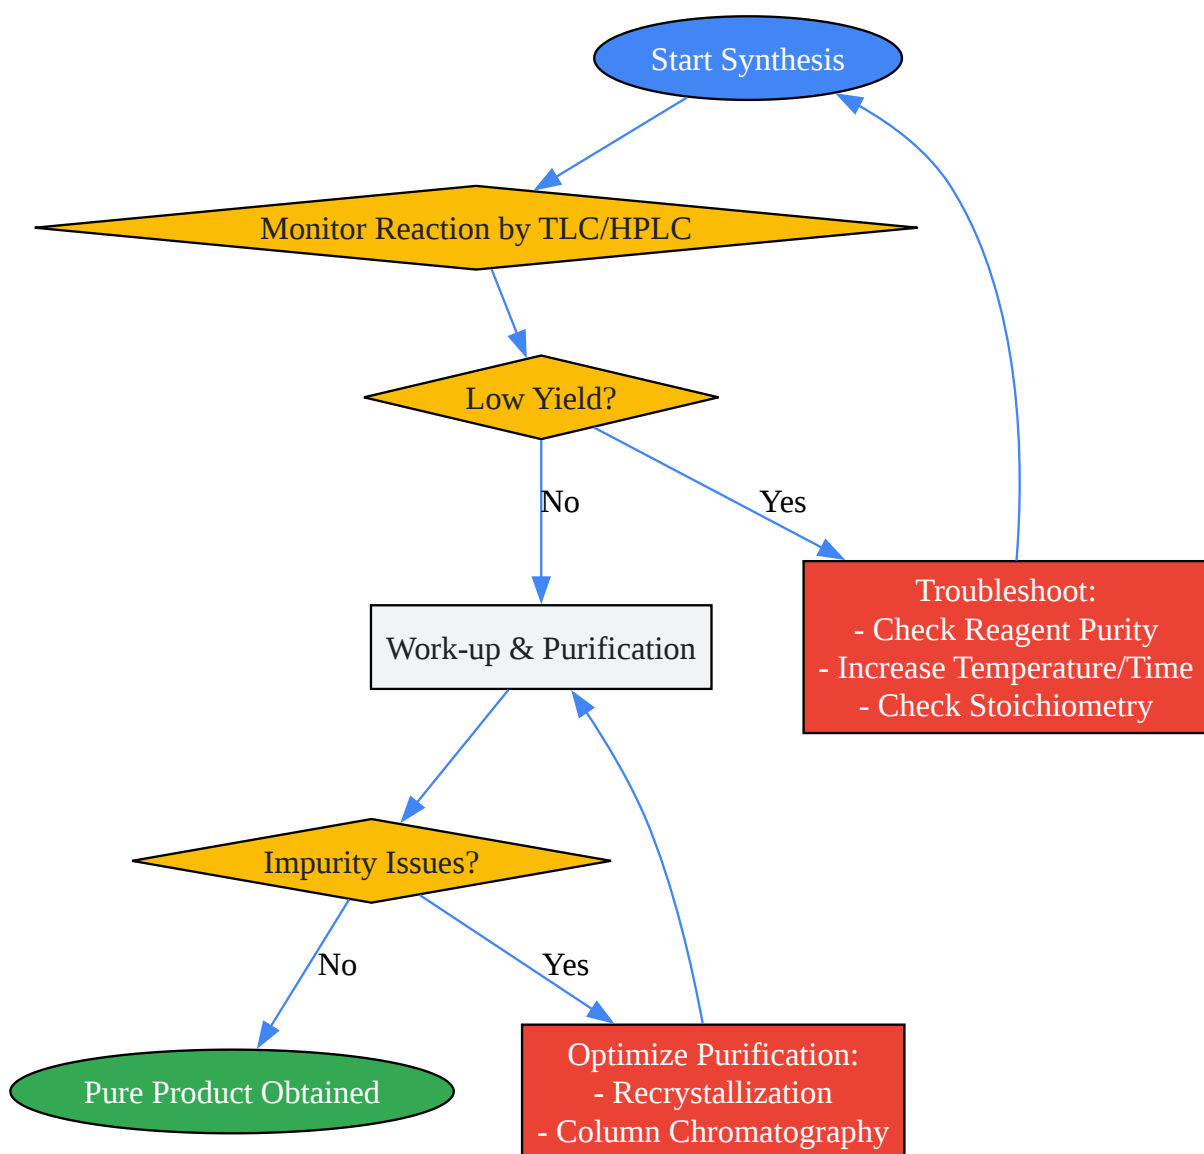 Start Synthesis
Monitor Reaction by TLC/HPLC
Low Yield?
No
Yes
Troubleshoot:
- Check Reagent Purity
- Increase Temperature/Time
- Check Stoichiometry
Work-up & Purification
Impurity Issues?
No
Yes
Pure Product Obtained
Optimize Purification:
- Recrystallization
- Column Chromatography